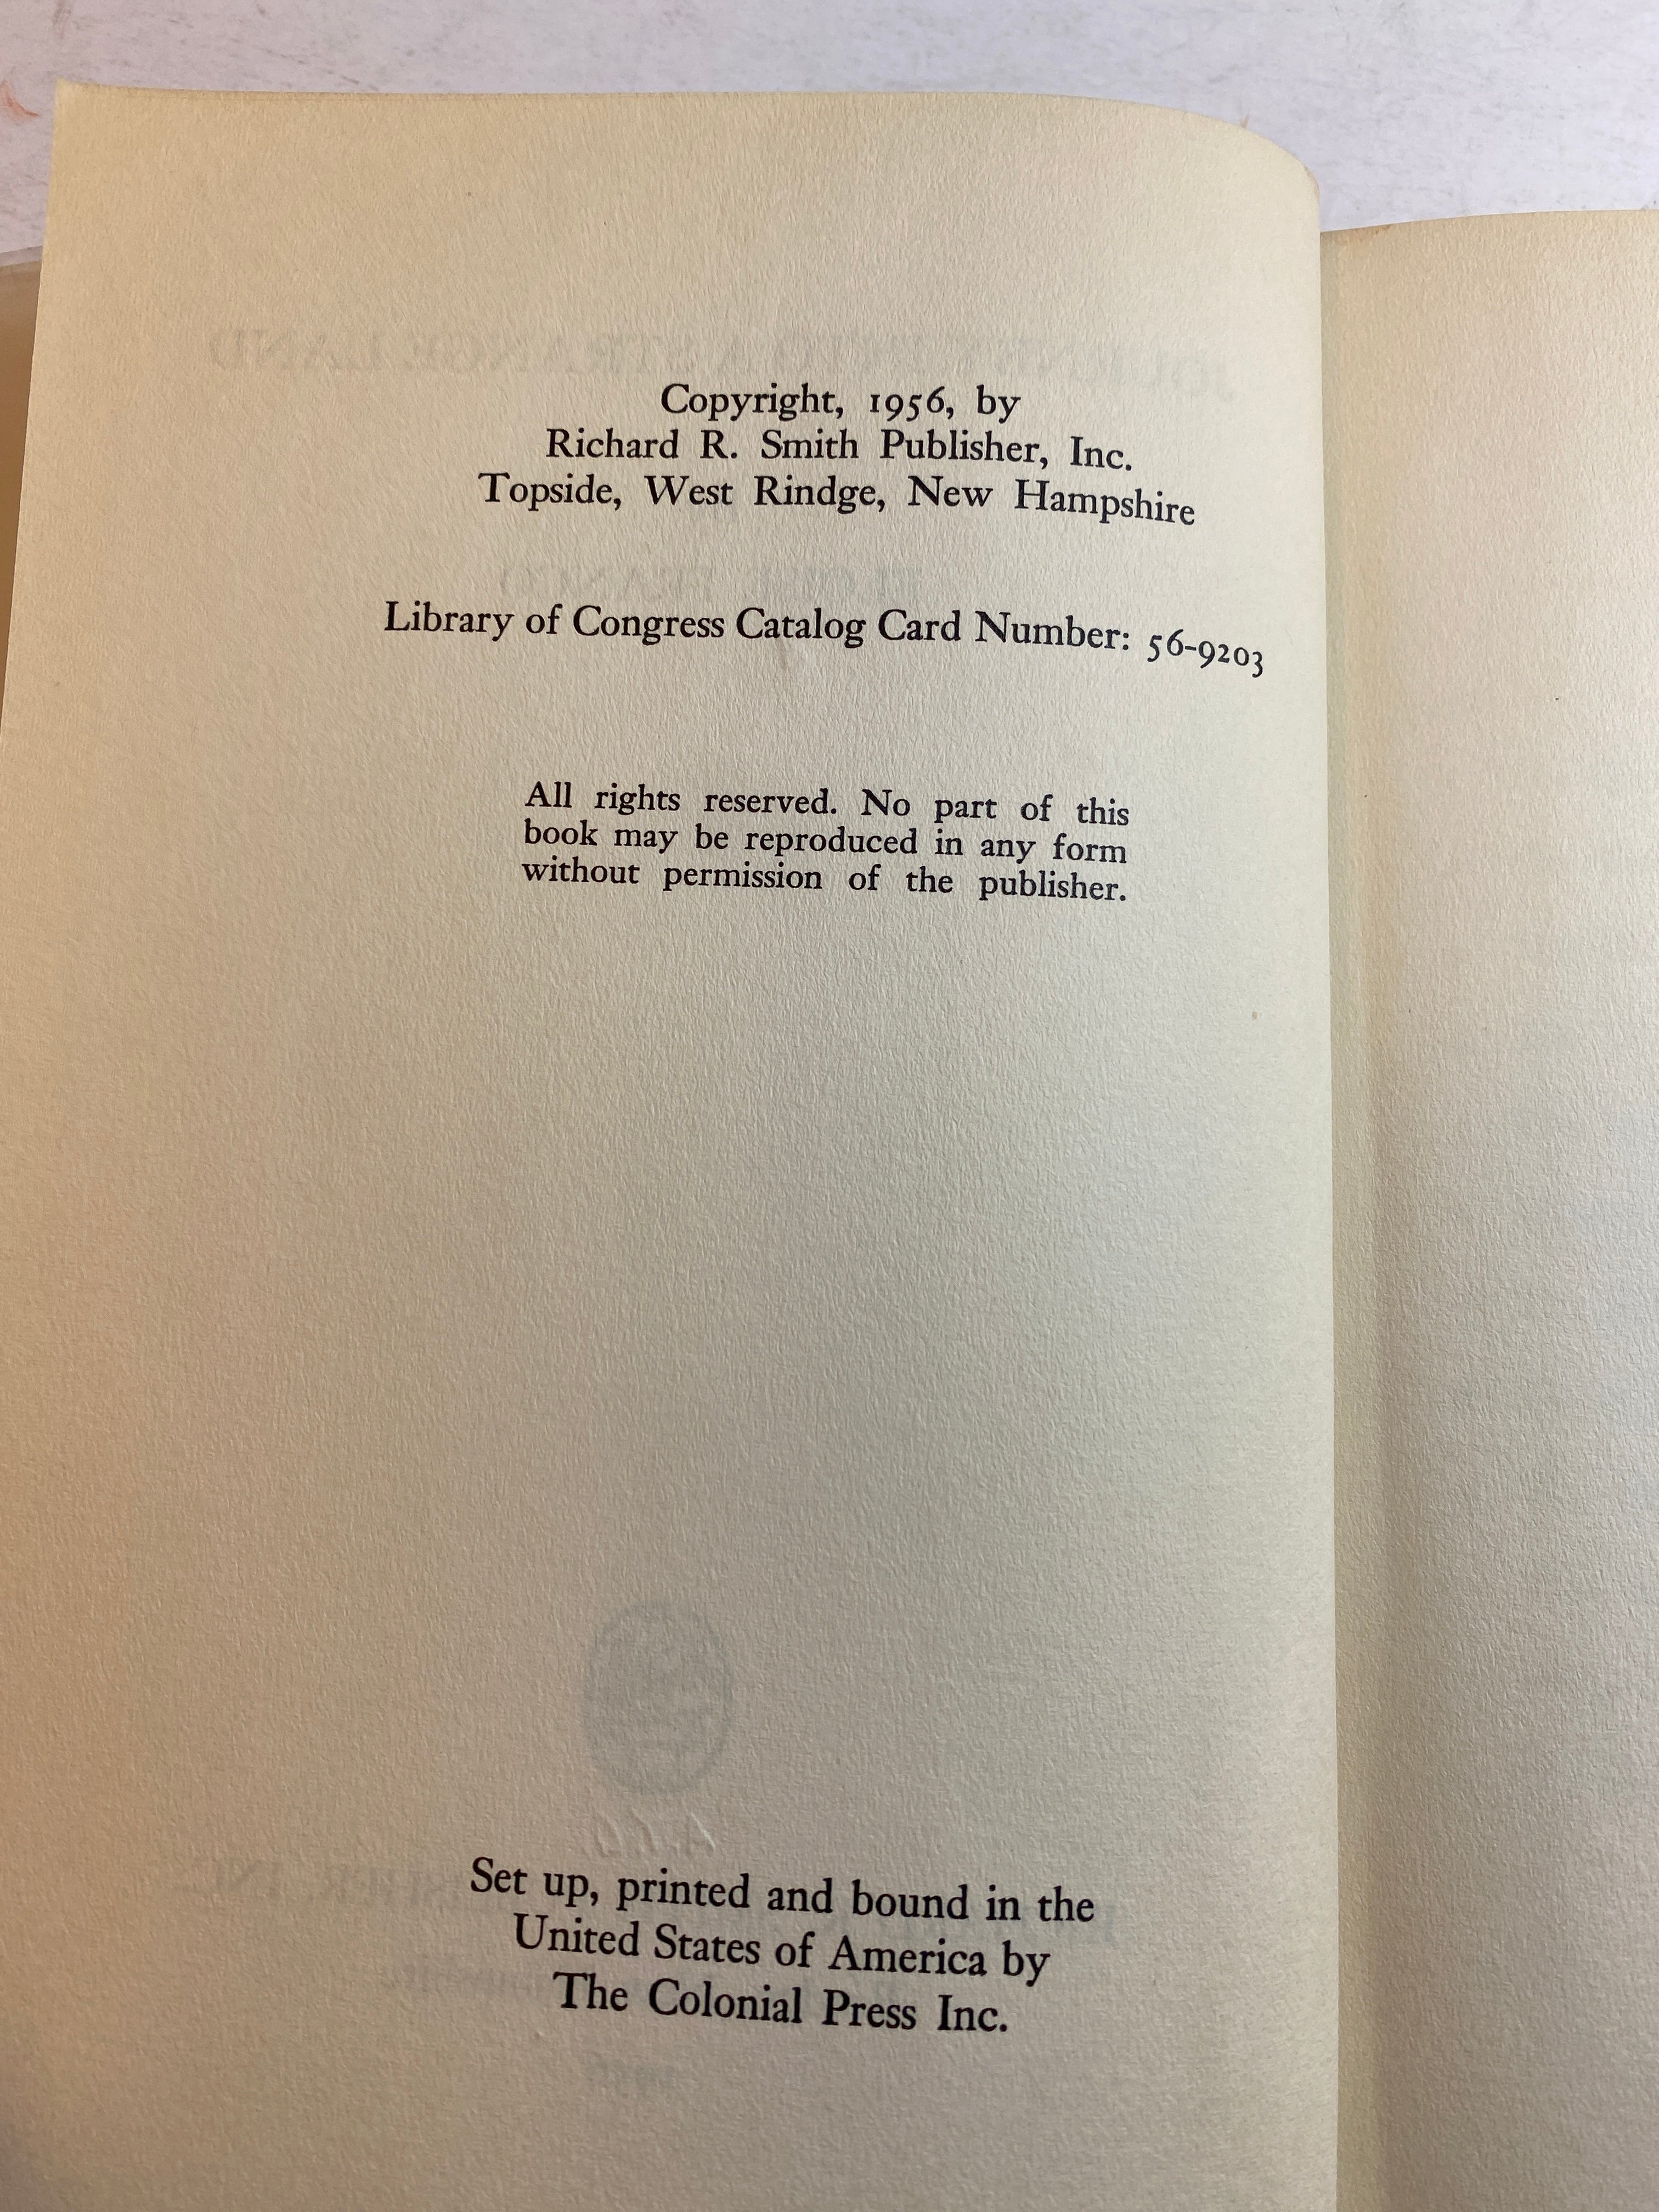 Copyright, 1956, by
Richard R. Smith Publisher, Inc.
Topside, West Rindge, New Hampshire
Library of Congress Catalog Card Number: 56-9203
All rights reserved. No part of this
book may be reproduced in any form
without permission of the publisher.
Set up, printed and bound in the
United States of America by
The Colonial Press Inc.